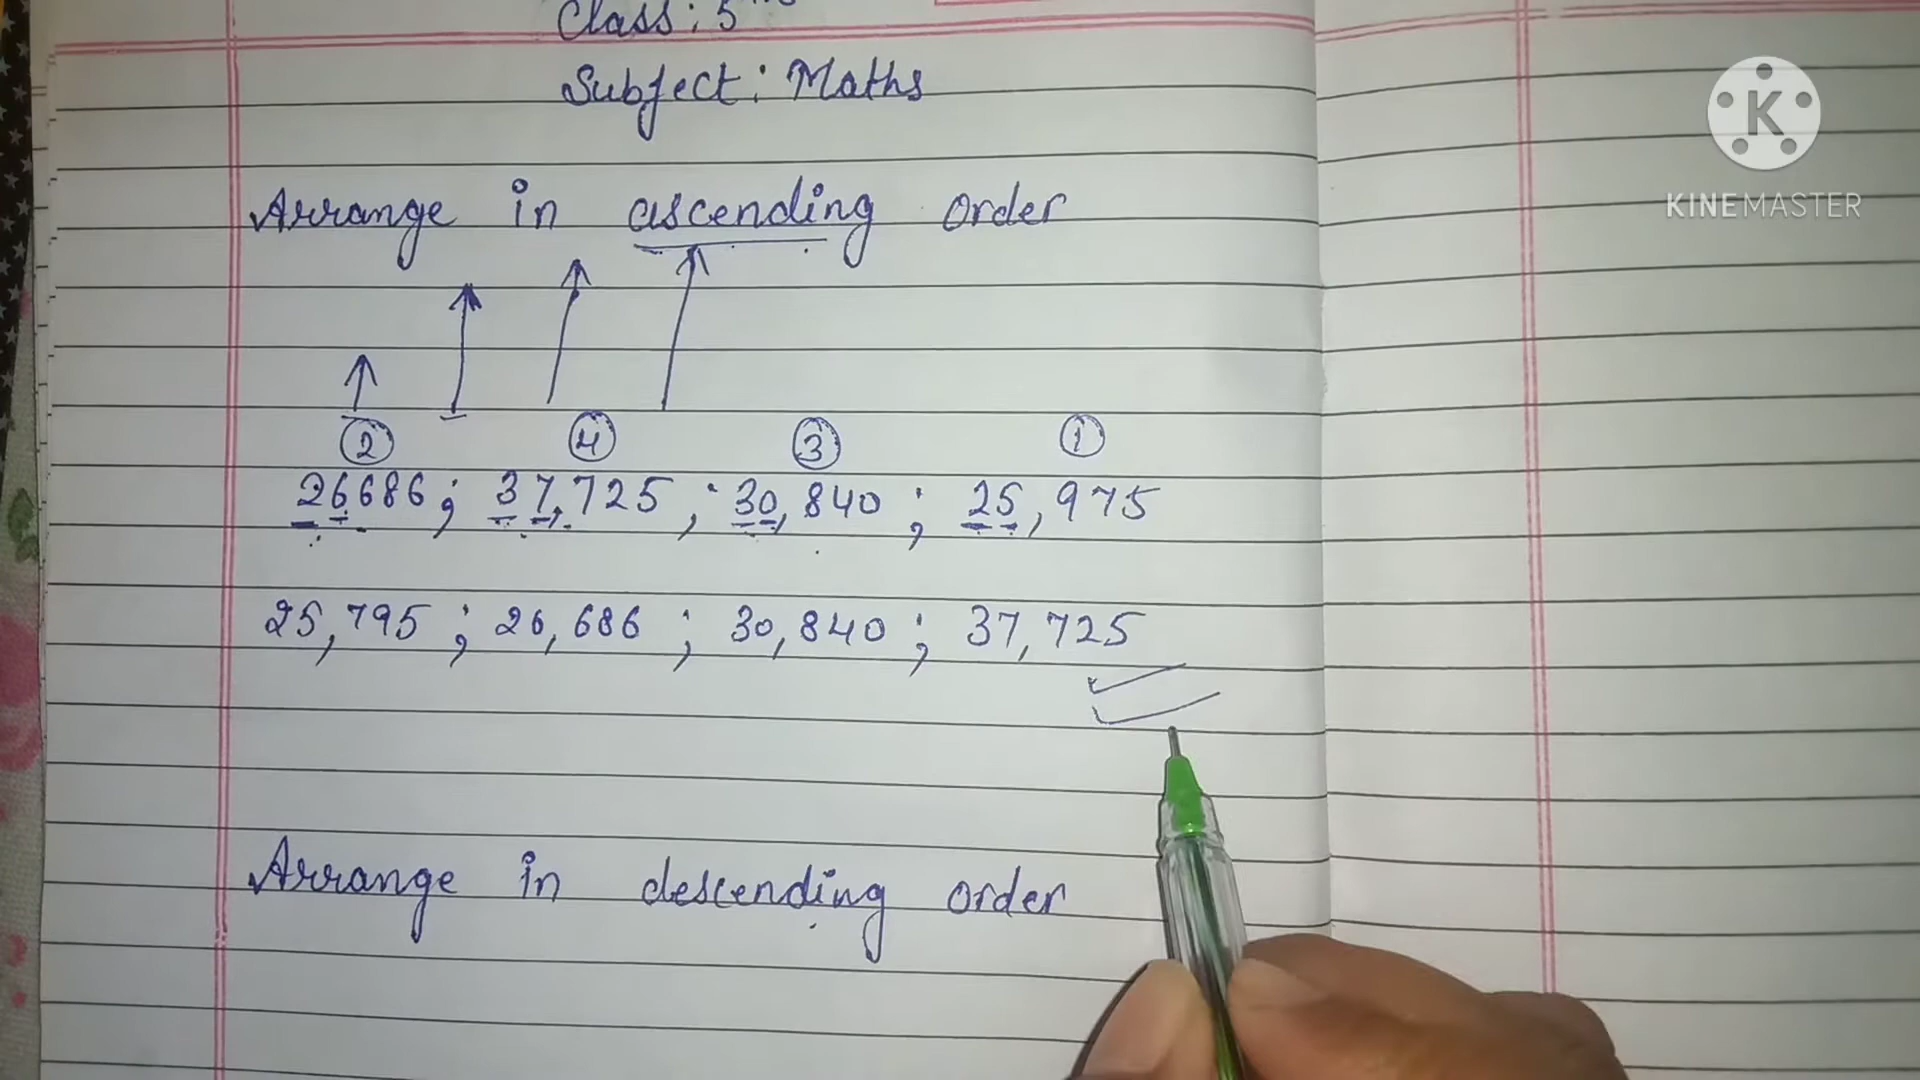 Class: 5th
Subject: Maths
K
KINEMASTER
Arrange in ascending order
2 4 3 1
26686; 37,725; 30,840; 25,975
25,795; 26,686; 30,840; 37,725
Arrange in descending order